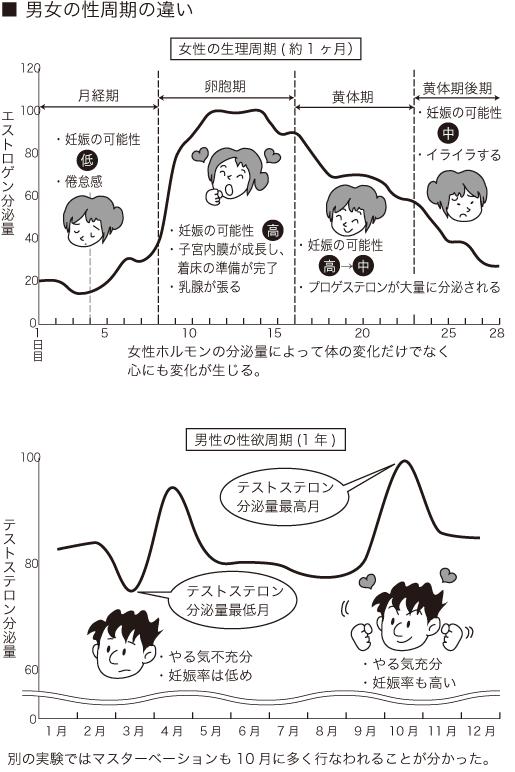 ■ 男女の性周期の違い
女性の生理周期(約1ヶ月)
エストロゲン分泌量
120
100
80
60
40
20
0
月経期
卵胞期
黄体期
黄体期後期
・妊娠の可能性
低
・倦怠感
・妊娠の可能性 高
・子宮内膜が成長し、
着床の準備が完了
・乳腺が張る
・妊娠の可能性
高→中
・プロゲステロンが大量に分泌される
・妊娠の可能性
中
・イライラする
1 5 10 15 20 25 28
日目
女性ホルモンの分泌量によって体の変化だけでなく
心にも変化が生じる。
男性の性欲周期(1年)
テストステロン分泌量
100
80
60
0
テストステロン
分泌量最高月
テストステロン
分泌量最低月
・やる気不充分
・妊娠率は低め
・やる気充分
・妊娠率も高い
1月 2月 3月 4月 5月 6月 7月 8月 9月 10月 11月 12月
別の実験ではマスターベーションも10月に多く行なわれることが分かった。